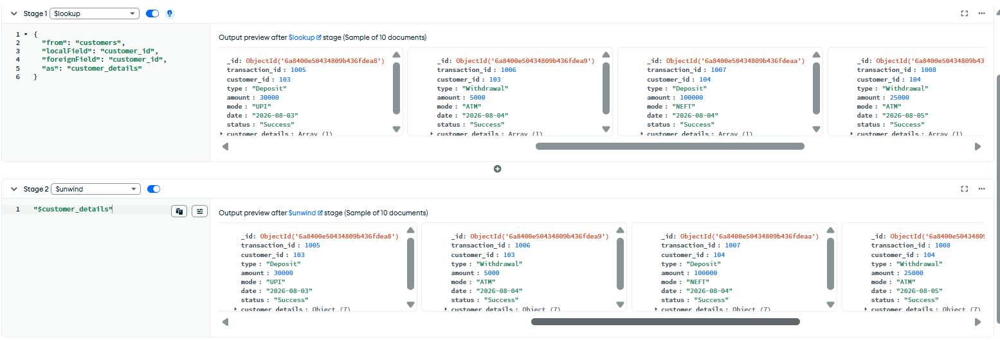 Stage 1 $lookup
1 {
2 "from": "customers",
3 "localField": "customer_id",
4 "foreignField": "customer_id",
5 "as": "customer_details"
6 }
Output preview after $lookup stage (Sample of 10 documents)
_id: ObjectId('6a8400e50434809b436fdea8')
transaction_id : 1005
customer_id : 103
type : "Deposit"
amount : 30000
mode : "UPI"
date : "2026-08-03"
status : "Success"
customer_details : Array (1)
_id: ObjectId('6a8400e50434809b436fdea9')
transaction_id : 1006
customer_id : 103
type : "Withdrawal"
amount : 5000
mode : "ATM"
date : "2026-08-04"
status : "Success"
customer_details : Array (1)
_id: ObjectId('6a8400e50434809b436fdeaa')
transaction_id : 1007
customer_id : 104
type : "Deposit"
amount : 100000
mode : "NEFT"
date : "2026-08-04"
status : "Success"
customer_details : Array (1)
_id: ObjectId('6a8400e50434809b43
transaction_id : 1008
customer_id : 104
type : "Withdrawal"
amount : 25000
mode : "ATM"
date : "2026-08-05"
status : "Success"
customer_details : Array (1)
Stage 2 $unwind
1 "$customer_details"
Output preview after $unwind stage (Sample of 10 documents)
_id: ObjectId('6a8400e50434809b436fdea8')
transaction_id : 1005
customer_id : 103
type : "Deposit"
amount : 30000
mode : "UPI"
date : "2026-08-03"
status : "Success"
customer_details : Object (7)
_id: ObjectId('6a8400e50434809b436fdea9')
transaction_id : 1006
customer_id : 103
type : "Withdrawal"
amount : 5000
mode : "ATM"
date : "2026-08-04"
status : "Success"
customer_details : Object (7)
_id: ObjectId('6a8400e50434809b436fdeaa')
transaction_id : 1007
customer_id : 104
type : "Deposit"
amount : 100000
mode : "NEFT"
date : "2026-08-04"
status : "Success"
customer_details : Object (7)
_id: ObjectId('6a8400e50434809
transaction_id : 1008
customer_id : 104
type : "Withdrawal"
amount : 25000
mode : "ATM"
date : "2026-08-05"
status : "Success"
customer_details : Object (7)